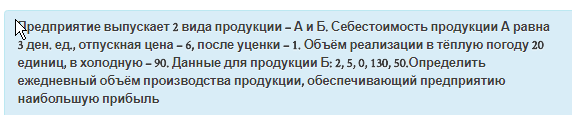 Предприятие выпускает 2 вида продукции – А и Б. Себестоимость продукции А равна
3 ден. ед., отпускная цена – 6, после уценки – 1. Объём реализации в тёплую погоду 20
единиц, в холодную – 90. Данные для продукции Б: 2, 5, 0, 130, 50.Определить
ежедневный объём производства продукции, обеспечивающий предприятию
наибольшую прибыль